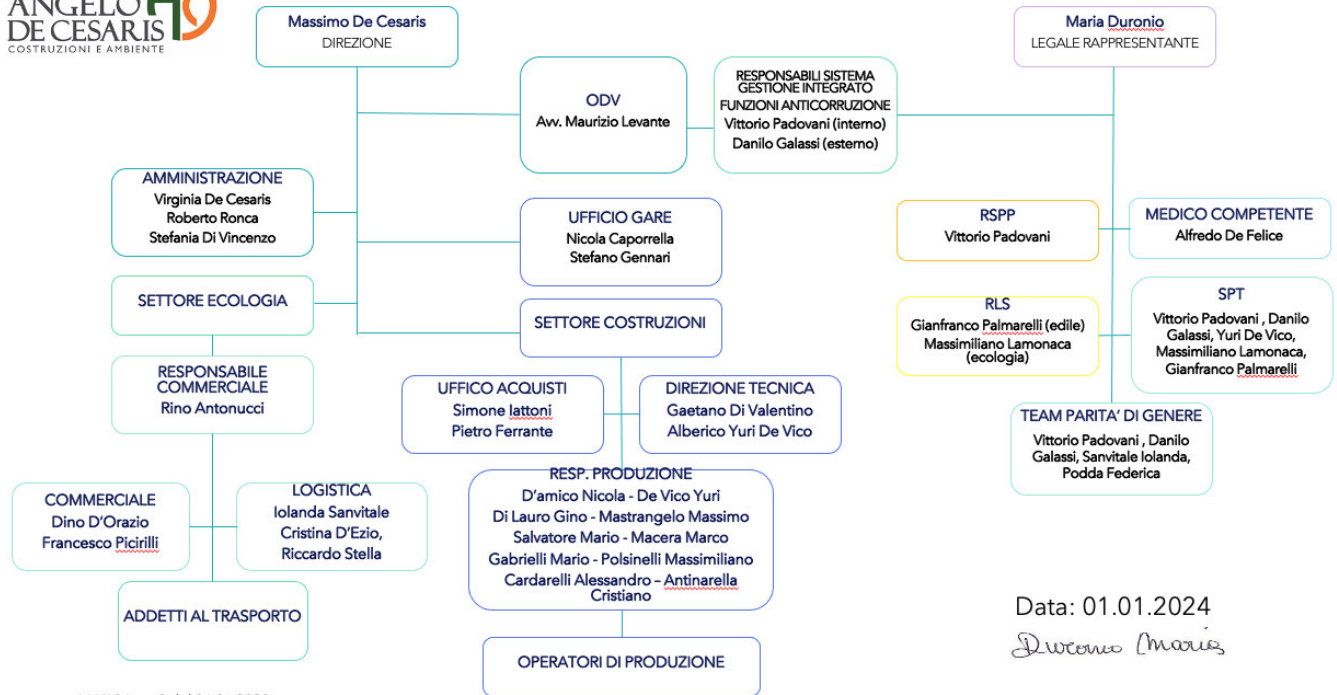 ANGELO
DE CESARIS
COSTRUZIONI E AMBIENTE
Massimo De Cesaris
DIREZIONE
Maria Duronio
LEGALE RAPPRESENTANTE
ODV
Avv. Maurizio Levante
RESPONSABILI SISTEMA
GESTIONE INTEGRATO
FUNZIONI ANTICORRUZIONE
Vittorio Padovani (interno)
Danilo Galassi (esterno)
AMMINISTRAZIONE
Virginia De Cesaris
Roberto Ronca
Stefania Di Vincenzo
UFFICIO GARE
Nicola Caporrella
Stefano Gennari
RSPP
Vittorio Padovani
MEDICO COMPETENTE
Alfredo De Felice
SETTORE ECOLOGIA
SETTORE COSTRUZIONI
RLS
Gianfranco Palmarelli (edile)
Massimiliano Lamonaca
(ecologia)
SPT
Vittorio Padovani , Danilo
Galassi, Yuri De Vico,
Massimiliano Lamonaca,
Gianfranco Palmarelli
RESPONSABILE
COMMERCIALE
Rino Antonucci
UFFICO ACQUISTI
Simone Iattoni
Pietro Ferrante
DIREZIONE TECNICA
Gaetano Di Valentino
Alberico Yuri De Vico
TEAM PARITA’ DI GENERE
Vittorio Padovani , Danilo
Galassi, Sanvitale Iolanda,
Podda Federica
COMMERCIALE
Dino D’Orazio
Francesco Picirilli
LOGISTICA
Iolanda Sanvitale
Cristina D’Ezio,
Riccardo Stella
RESP. PRODUZIONE
D’amico Nicola - De Vico Yuri
Di Lauro Gino - Mastrangelo Massimo
Salvatore Mario - Macera Marco
Gabrielli Mario - Polsinelli Massimiliano
Cardarelli Alessandro – Antinarella
Cristiano
ADDETTI AL TRASPORTO
OPERATORI DI PRODUZIONE
Data: 01.01.2024
Duronio Maria